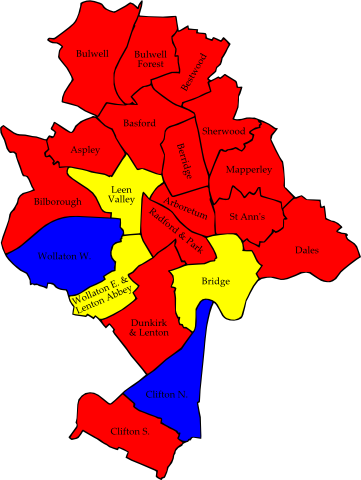 Bulwell
Bulwell
Forest
Bestwood
Basford
Sherwood
Aspley
Berridge
Mapperley
Leen
Valley
Bilborough
Arboretum
St Ann's
Radford & Park
Dales
Wollaton W.
Bridge
Wollaton E. &
Lenton Abbey
Dunkirk
& Lenton
Clifton N.
Clifton S.